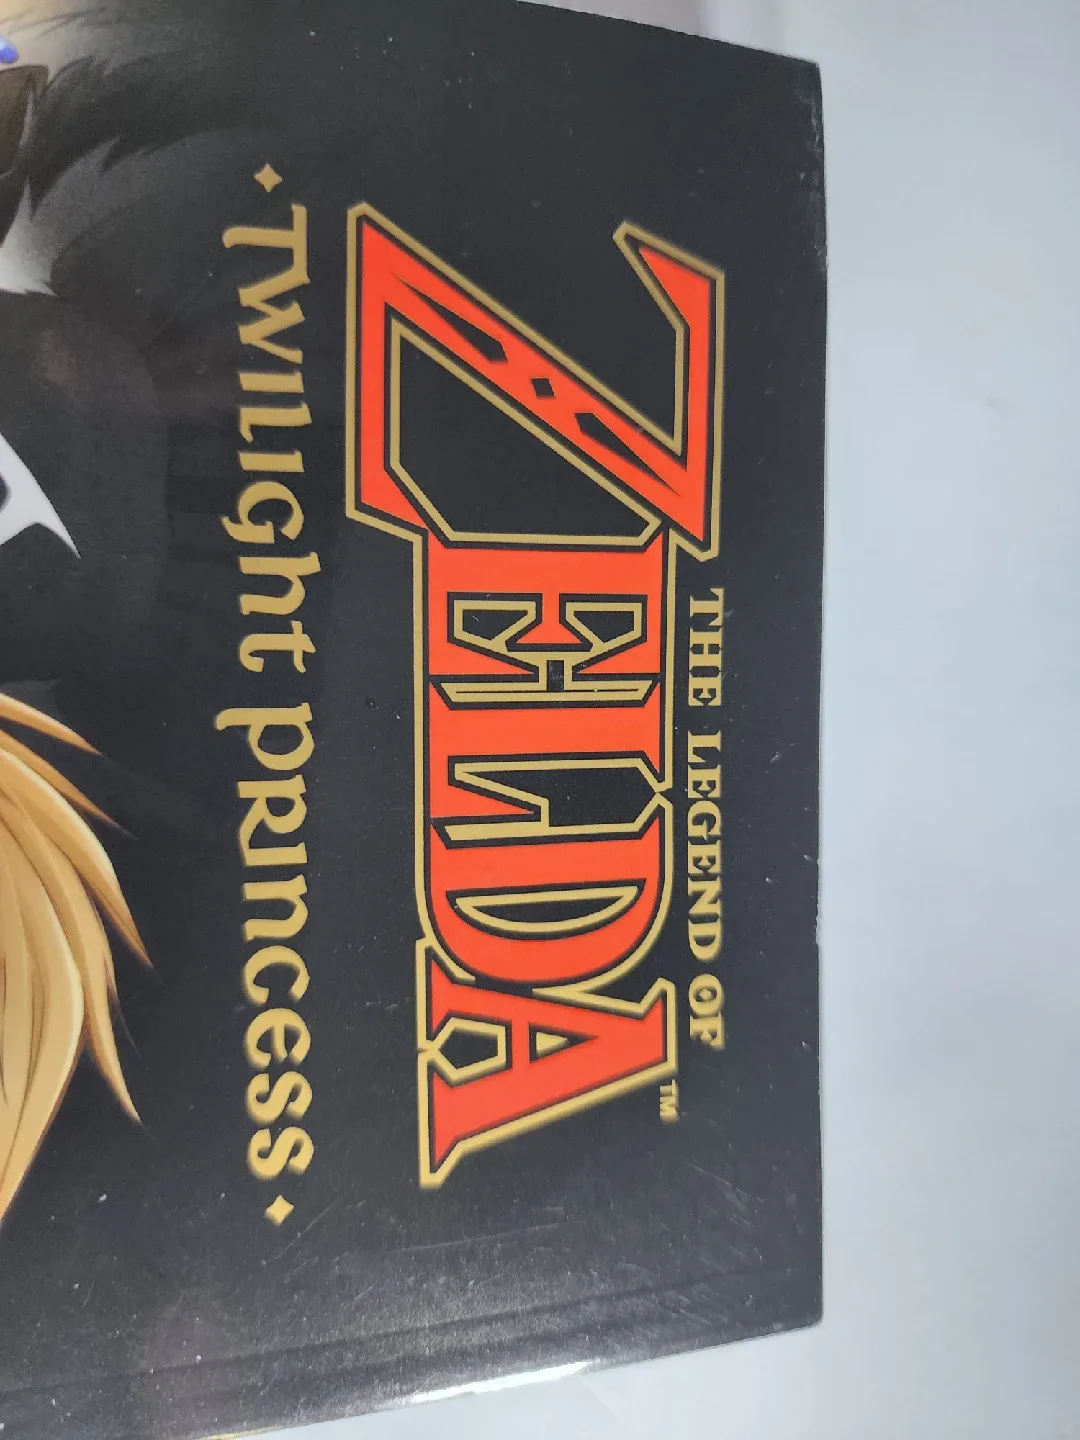 THE LEGEND OF
ZELDA™
·TWILIGHT PRINCESS·